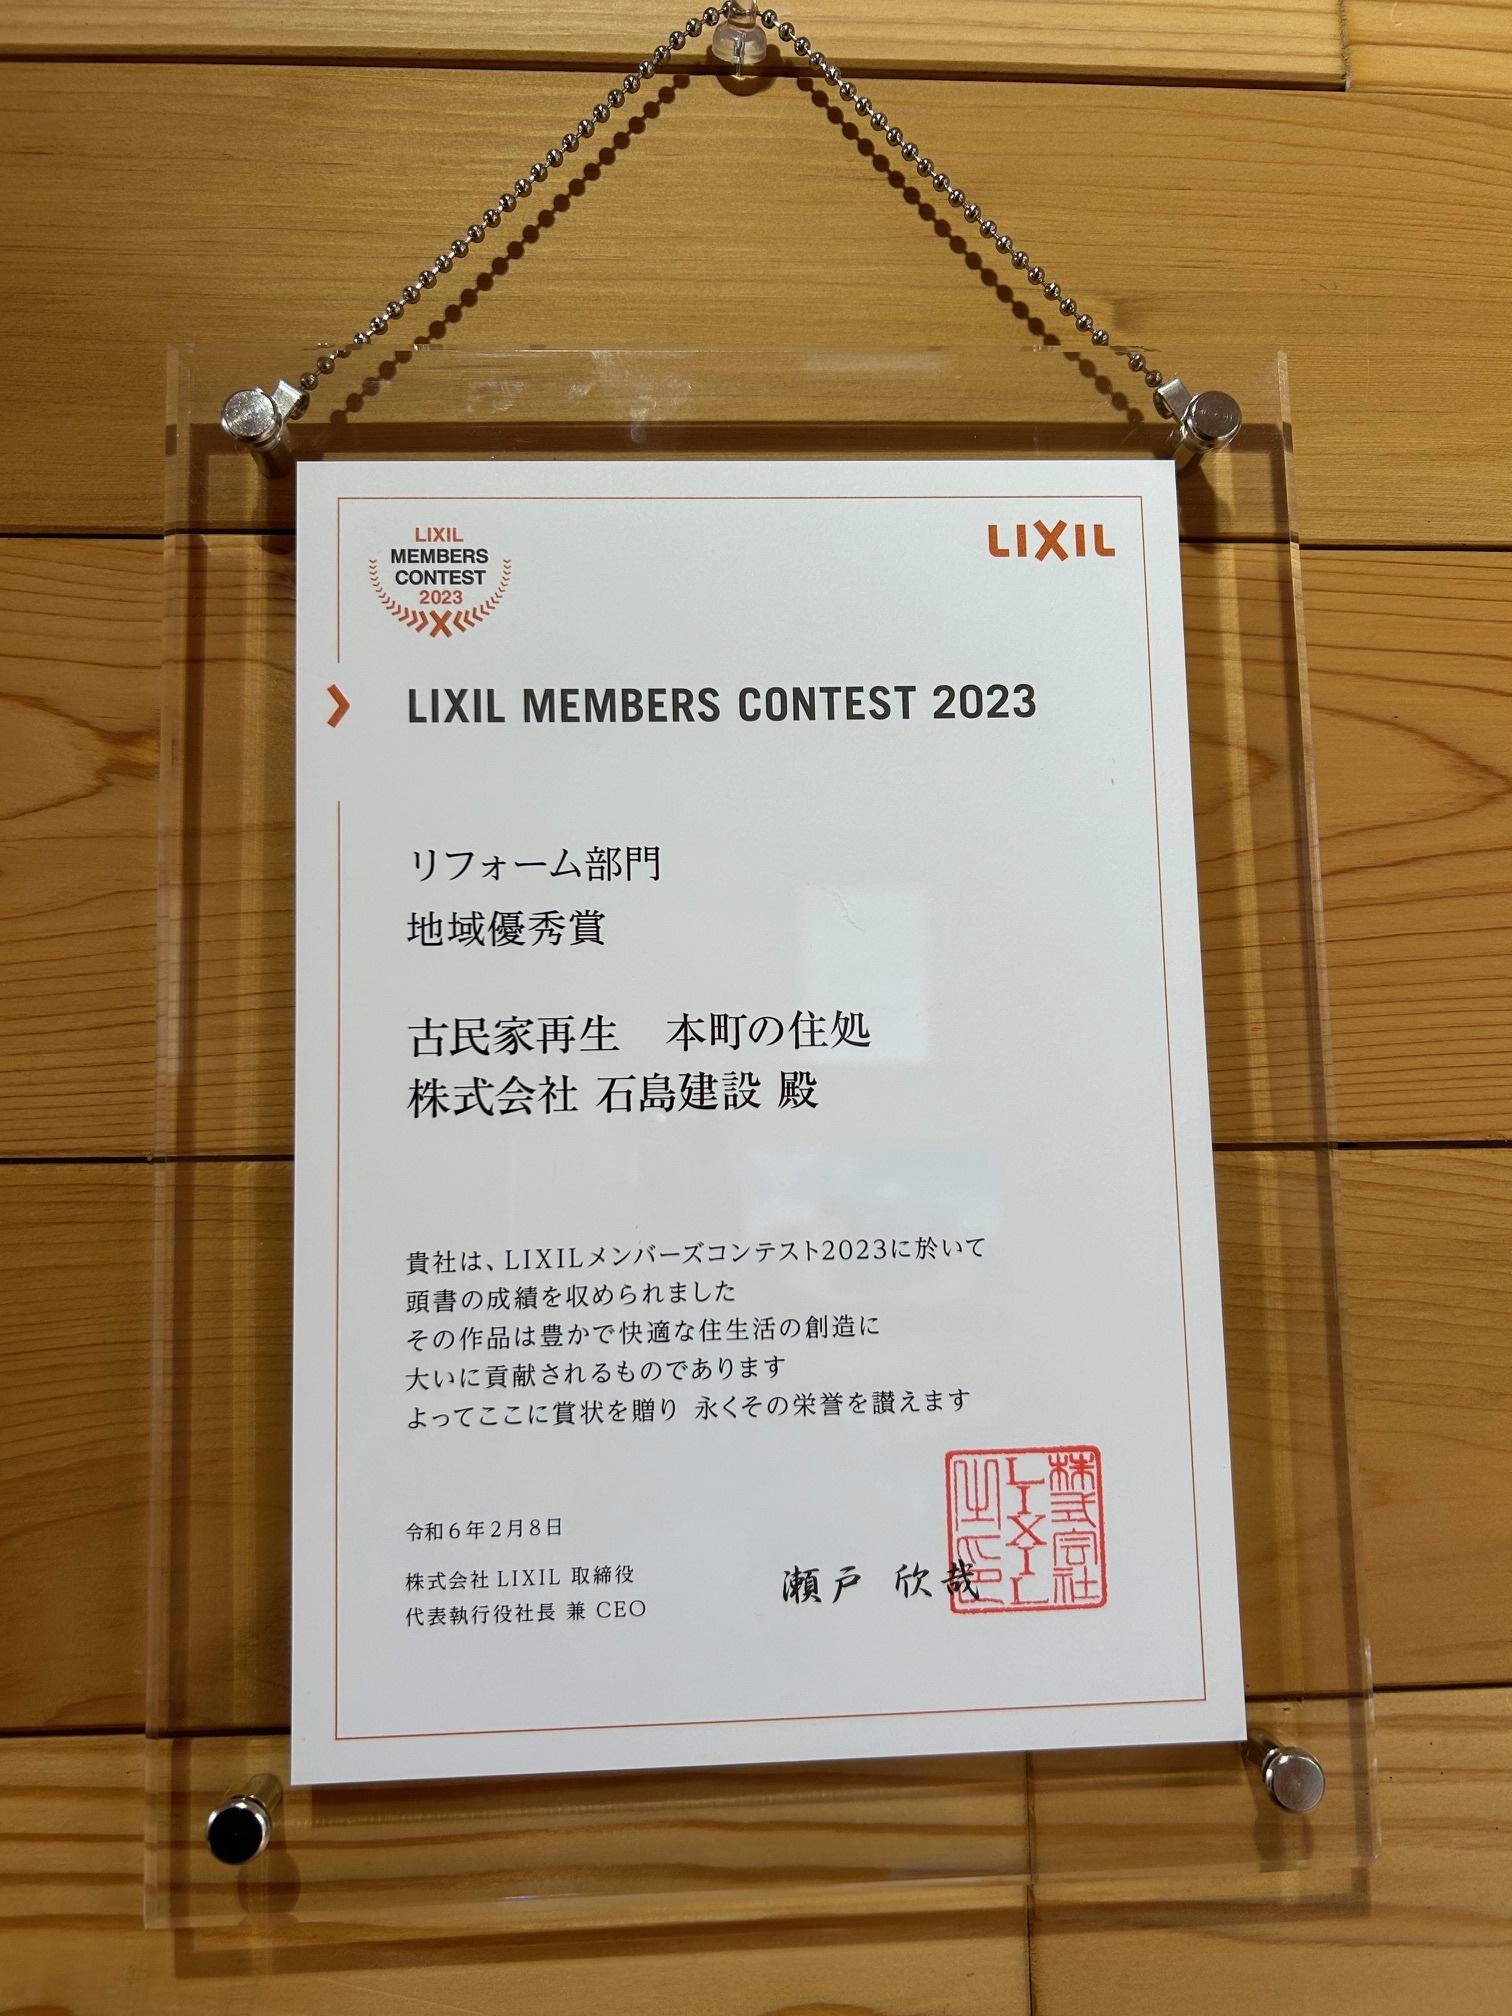 LIXIL
MEMBERS
CONTEST
2023
LIXIL
LIXIL MEMBERS CONTEST 2023
リフォーム部門
地域優秀賞
古民家再生　本町の住処
株式会社 石島建設 殿
貴社は、LIXILメンバーズコンテスト2023に於いて
頭書の成績を収められました
その作品は豊かで快適な住生活の創造に
大いに貢献されるものであります
よってここに賞状を贈り 永くその栄誉を讃えます
令和6年2月8日
株式会社 LIXIL 取締役
代表執行役社長 兼 CEO
瀬戸 欣哉
株式会社
LIXIL
之印